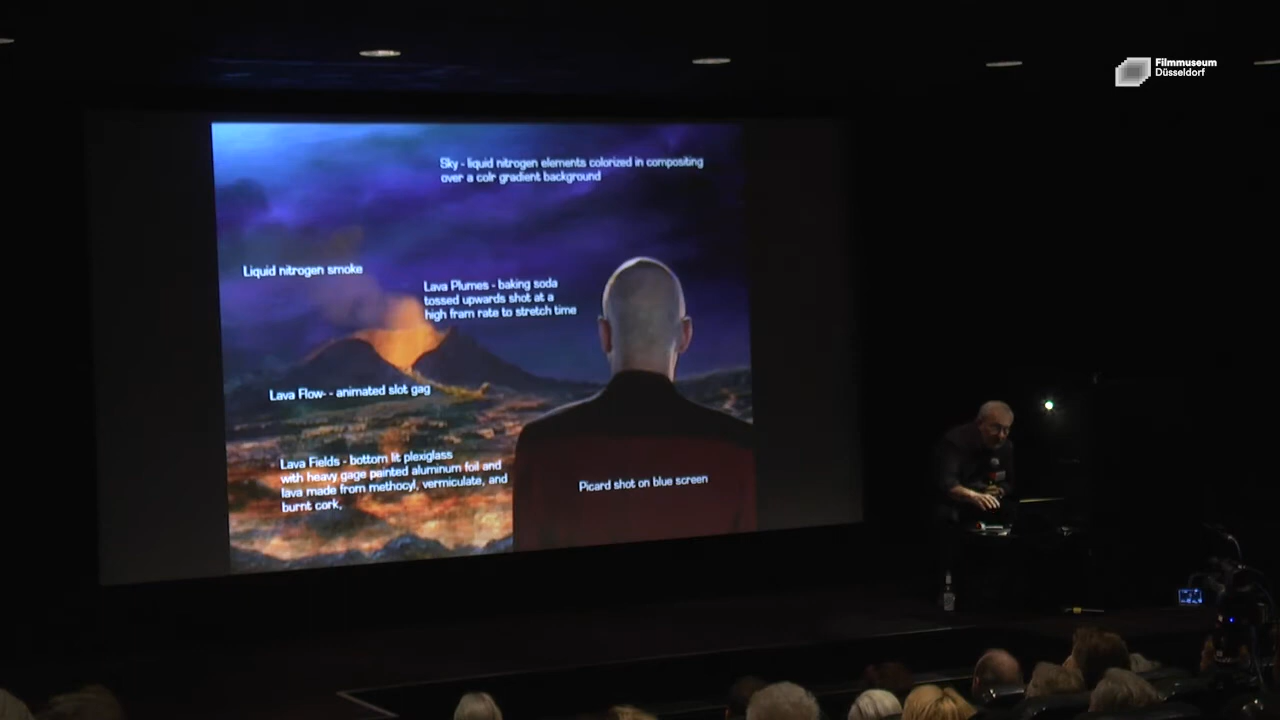 Filmmuseum
Düsseldorf
Sky - liquid nitrogen elements colorized in compositing
over a colr gradient background
Liquid nitrogen smoke
Lava Plumes - baking soda
tossed upwards shot at a
high fram rate to stretch time
Lava Flow- - animated slot gag
Lava Fields - bottom lit plexiglass
with heavy gage painted aluminum foil and
lava made from methocyl, vermiculate, and
burnt cork,
Picard shot on blue screen